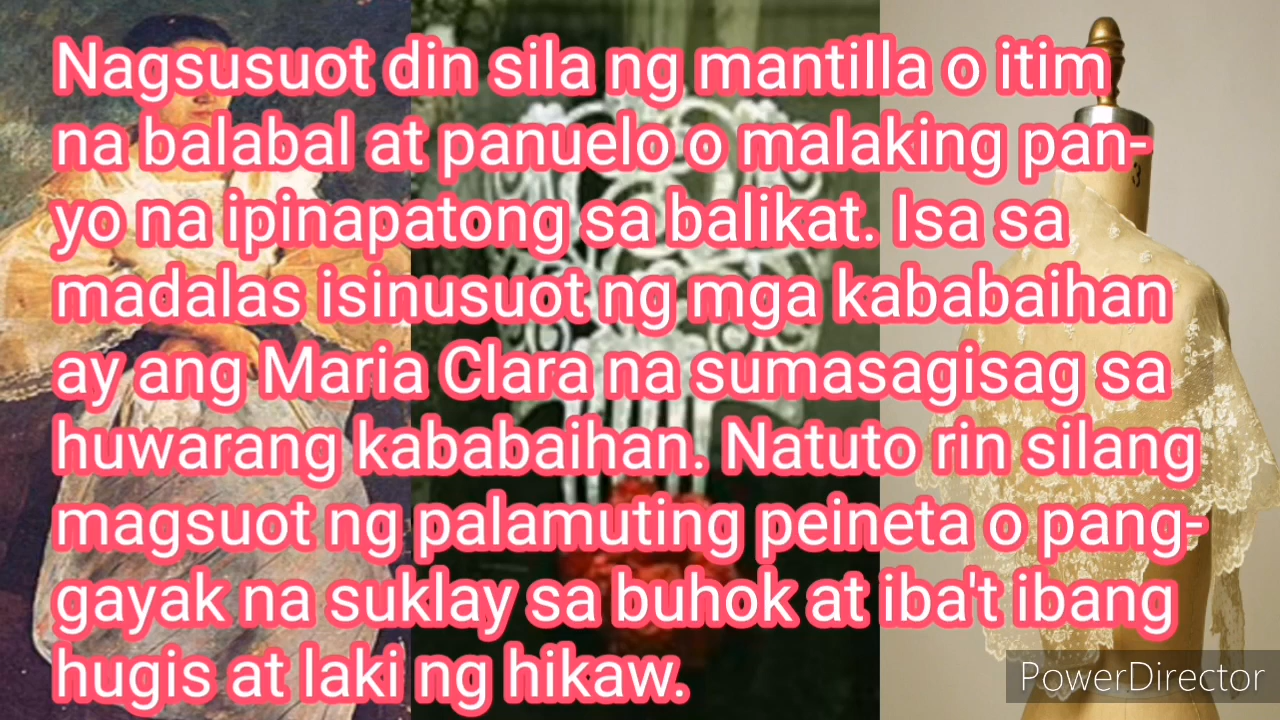 Nagsusuot din sila ng mantilla o itim
na balabal at panuelo o malaking pan-
yo na ipinapatong sa balikat. Isa sa
madalas isinusuot ng mga kababaihan
ay ang Maria Clara na sumasagisag sa
huwarang kababaihan. Natuto rin silang
magsuot ng palamuting peineta o pang-
gayak na suklay sa buhok at iba't ibang
hugis at laki ng hikaw.
3
PowerDirector